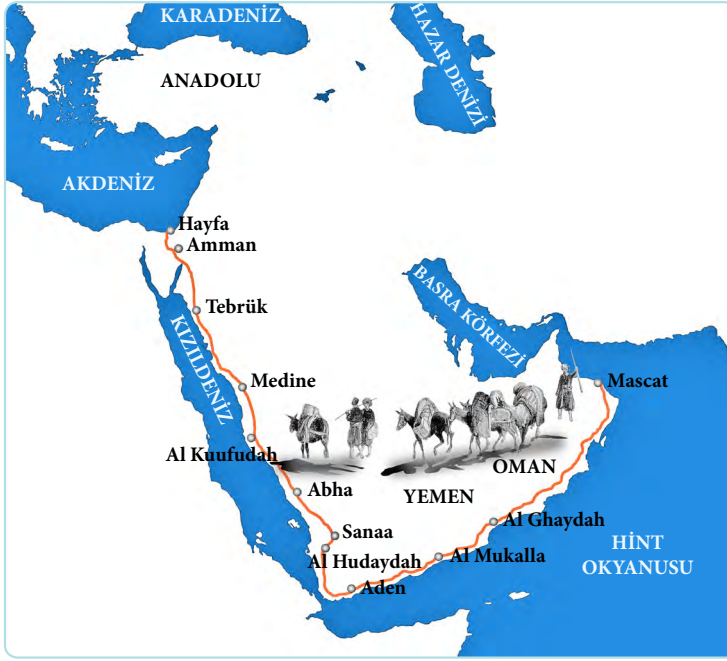 KARADENİZ
HAZAR DENİZİ
ANADOLU
AKDENİZ
Hayfa
Amman
Tebrük
KIZILDENİZ
BASRA KÖRFEZİ
Medine
Mascat
Al Kuufudah
Abha
YEMEN
OMAN
Sanaa
Al Ghaydah
Al Hudaydah
Al Mukalla
HİNT
OKYANUSU
Aden